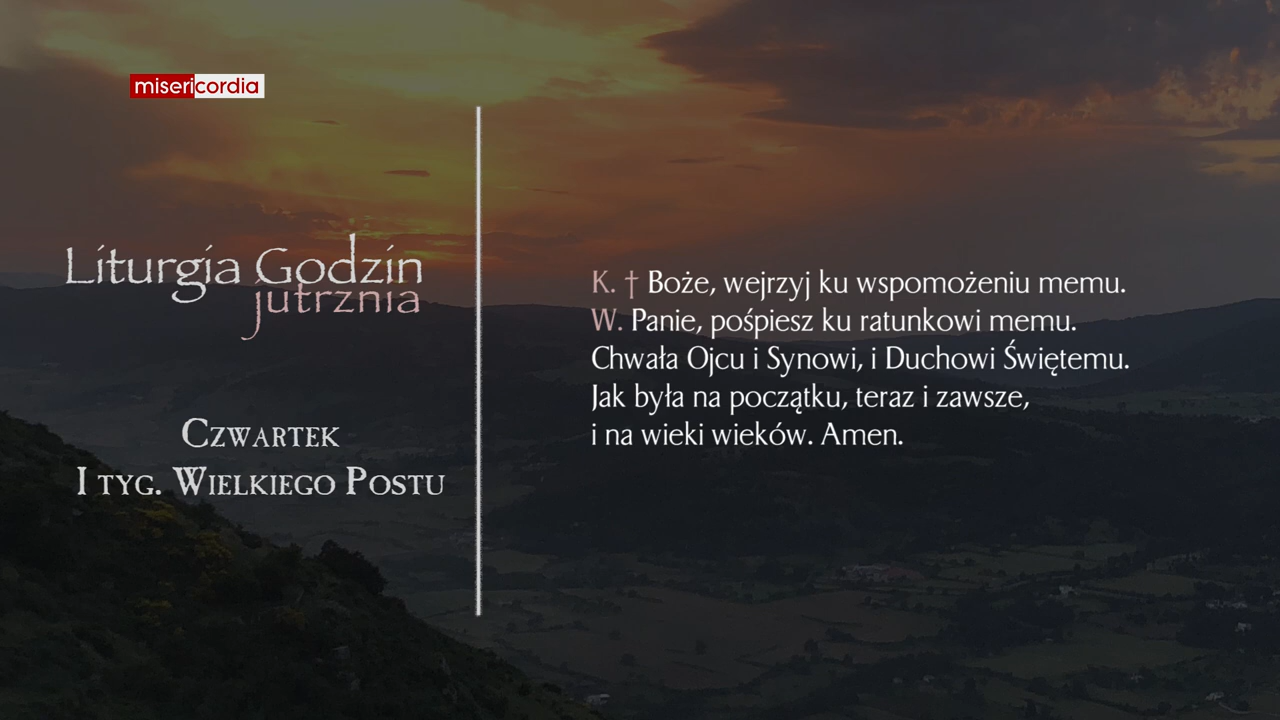 misericordia
Liturgia Godzin
jutrznia
Czwartek
I tyg. Wielkiego Postu
K. † Boże, wejrzyj ku wspomożeniu memu.
W. Panie, pośpiesz ku ratunkowi memu.
Chwała Ojcu i Synowi, i Duchowi Świętemu.
Jak była na początku, teraz i zawsze,
i na wieki wieków. Amen.